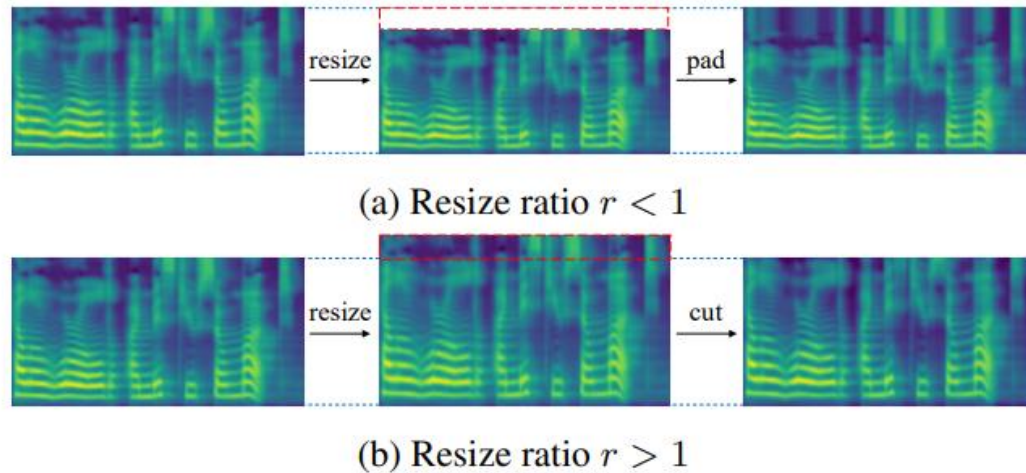 resize
pad
(a) Resize ratio r < 1
resize
cut
(b) Resize ratio r > 1